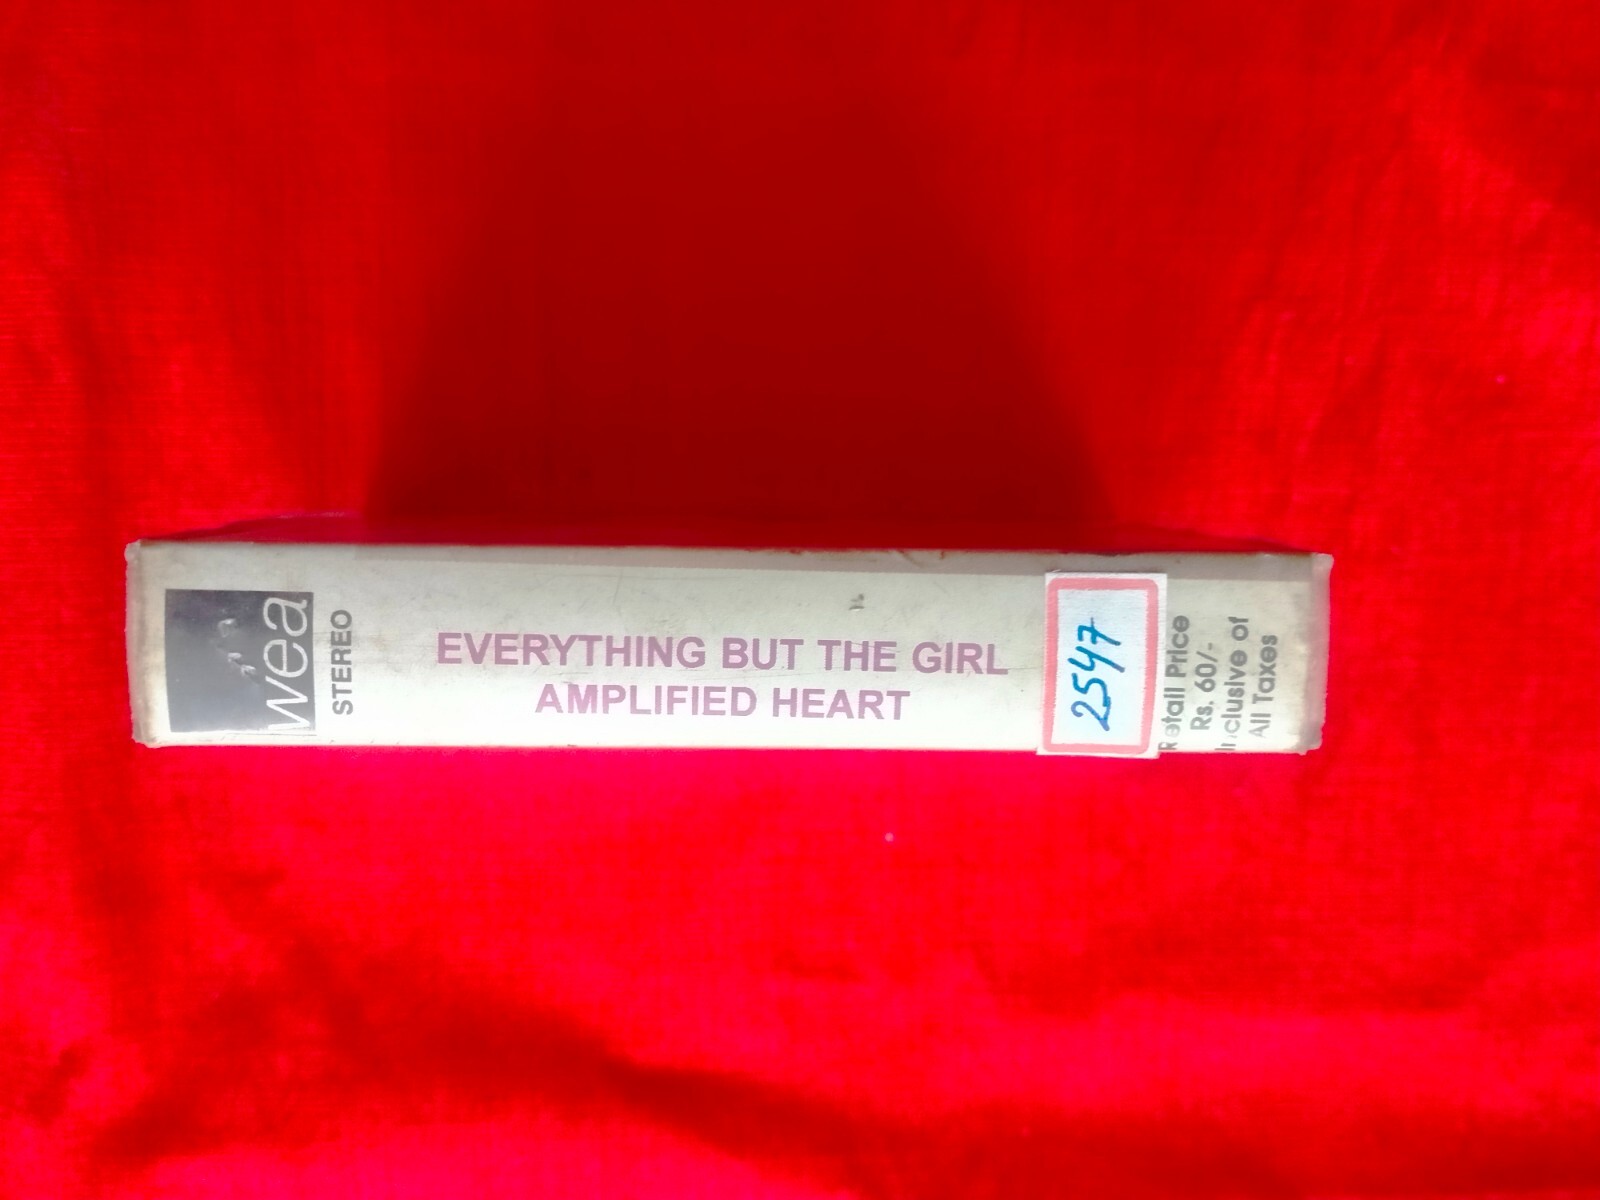 wea
STEREO
EVERYTHING BUT THE GIRL
AMPLIFIED HEART
2547
Retail Price
Rs. 60/-
Inclusive of
All Taxes